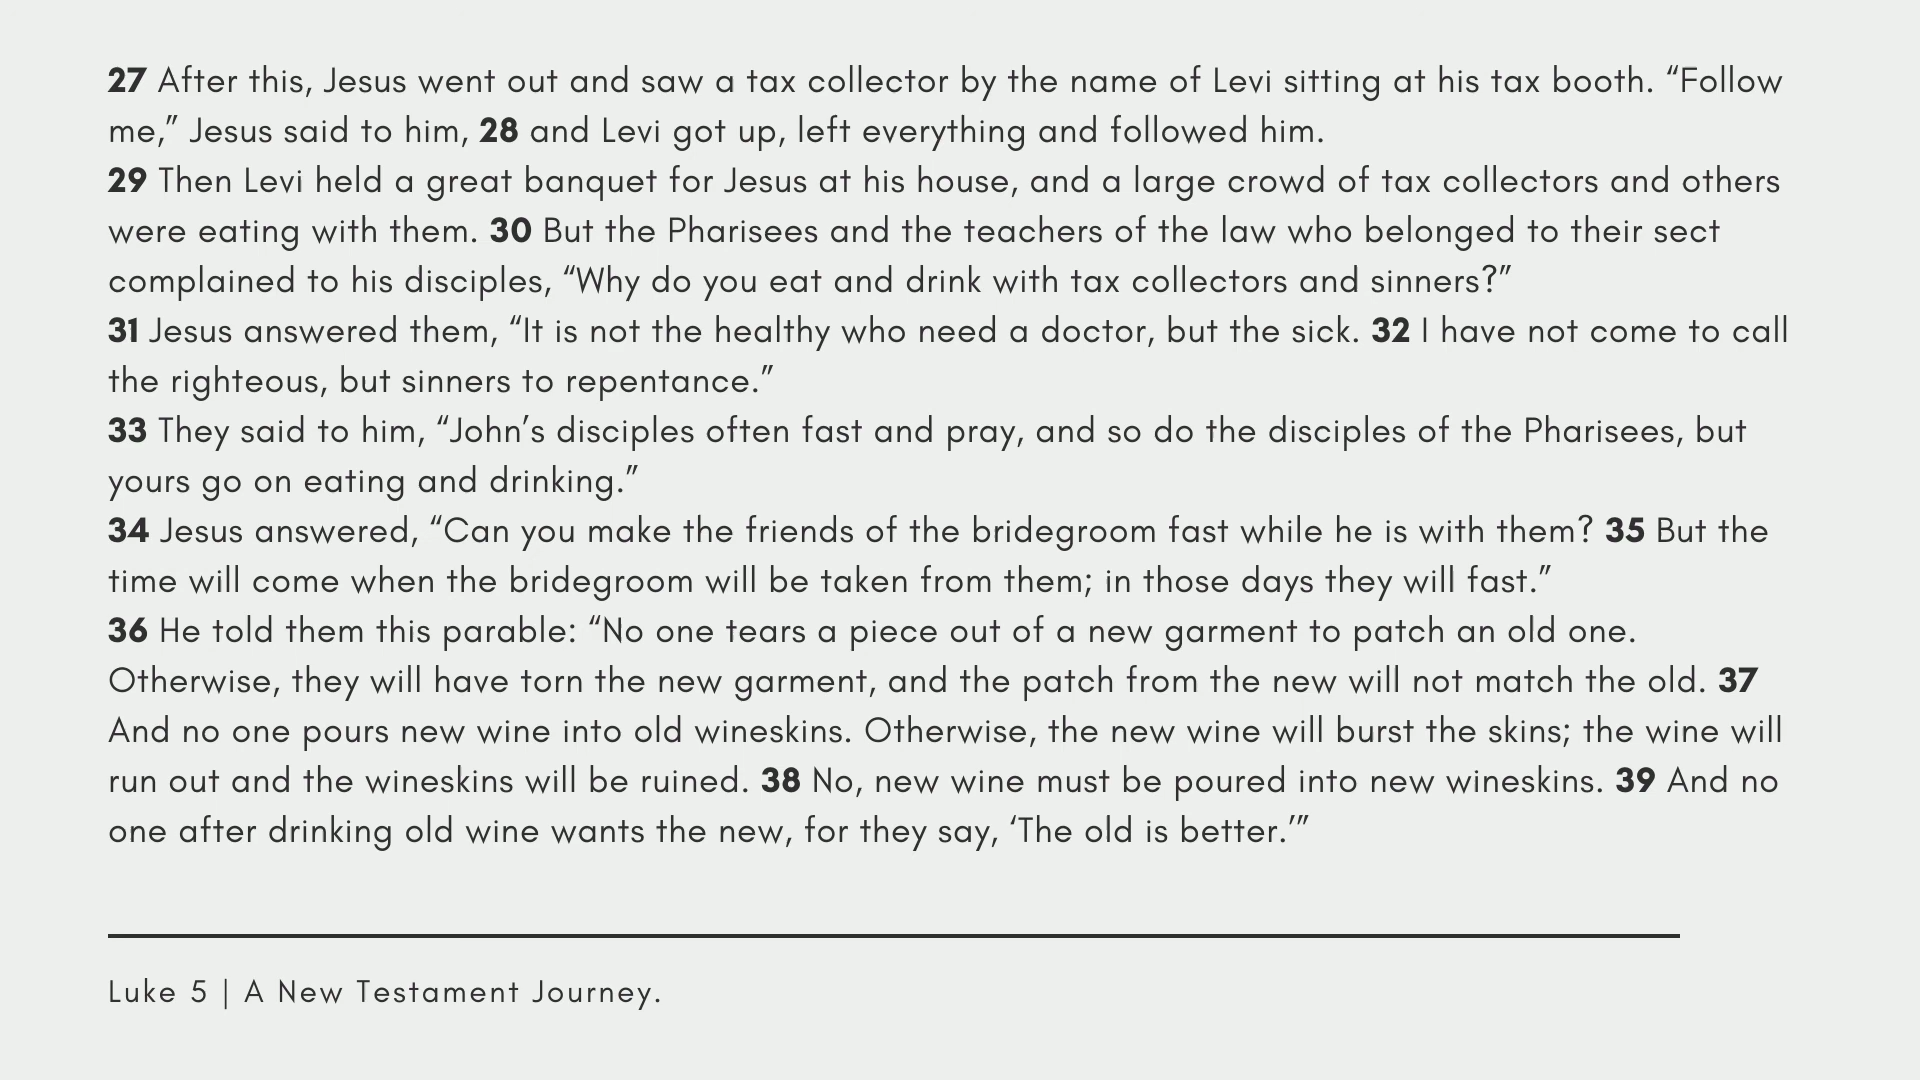 27 After this, Jesus went out and saw a tax collector by the name of Levi sitting at his tax booth. “Follow
me,” Jesus said to him, 28 and Levi got up, left everything and followed him.
29 Then Levi held a great banquet for Jesus at his house, and a large crowd of tax collectors and others
were eating with them. 30 But the Pharisees and the teachers of the law who belonged to their sect
complained to his disciples, “Why do you eat and drink with tax collectors and sinners?”
31 Jesus answered them, “It is not the healthy who need a doctor, but the sick. 32 I have not come to call
the righteous, but sinners to repentance.”
33 They said to him, “John’s disciples often fast and pray, and so do the disciples of the Pharisees, but
yours go on eating and drinking.”
34 Jesus answered, “Can you make the friends of the bridegroom fast while he is with them? 35 But the
time will come when the bridegroom will be taken from them; in those days they will fast.”
36 He told them this parable: “No one tears a piece out of a new garment to patch an old one.
Otherwise, they will have torn the new garment, and the patch from the new will not match the old. 37
And no one pours new wine into old wineskins. Otherwise, the new wine will burst the skins; the wine will
run out and the wineskins will be ruined. 38 No, new wine must be poured into new wineskins. 39 And no
one after drinking old wine wants the new, for they say, ‘The old is better.’”
Luke 5 | A New Testament Journey.